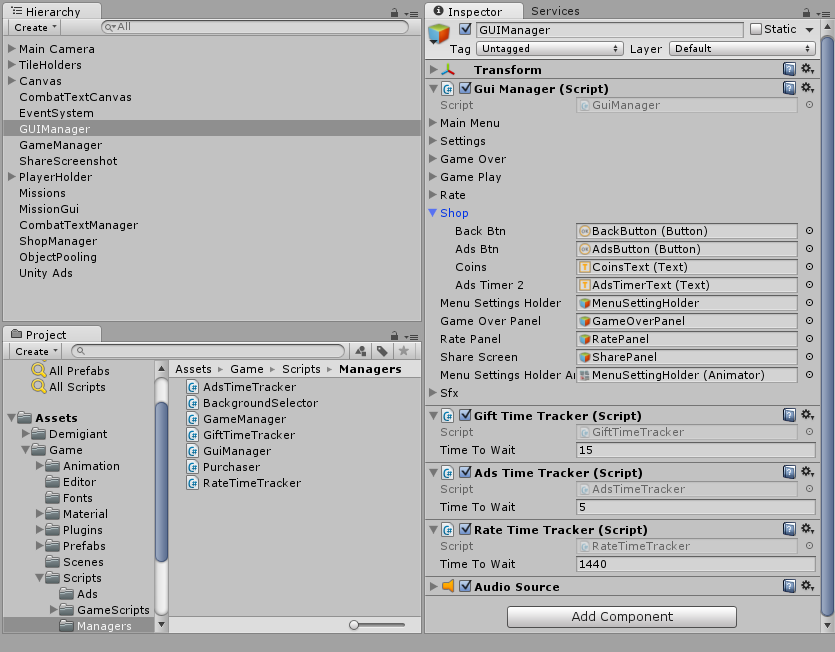 Hierarchy
Create
All
Main Camera
TileHolders
Canvas
CombatTextCanvas
EventSystem
GUIManager
GameManager
ShareScreenshot
PlayerHolder
Missions
MissionGui
CombatTextManager
ShopManager
ObjectPooling
Unity Ads
Project
Create
All Prefabs
All Scripts
Assets
Demigiant
Game
Animation
Editor
Fonts
Material
Plugins
Prefabs
Scenes
Scripts
Ads
GameScripts
Managers
Assets Game Scripts Managers
AdsTimeTracker
BackgroundSelector
GameManager
GiftTimeTracker
GuiManager
Purchaser
RateTimeTracker
Inspector Services
GUIManager Static
Tag Untagged Layer Default
Transform
Gui Manager (Script)
Script GuiManager
Main Menu
Settings
Game Over
Game Play
Rate
Shop
Back Btn BackButton (Button)
Ads Btn AdsButton (Button)
Coins CoinsText (Text)
Ads Timer 2 AdsTimerText (Text)
Menu Settings Holder MenuSettingHolder
Game Over Panel GameOverPanel
Rate Panel RatePanel
Share Screen SharePanel
Menu Settings Holder Ar MenuSettingHolder (Animator)
Sfx
Gift Time Tracker (Script)
Script GiftTimeTracker
Time To Wait 15
Ads Time Tracker (Script)
Script AdsTimeTracker
Time To Wait 5
Rate Time Tracker (Script)
Script RateTimeTracker
Time To Wait 1440
Audio Source
Add Component